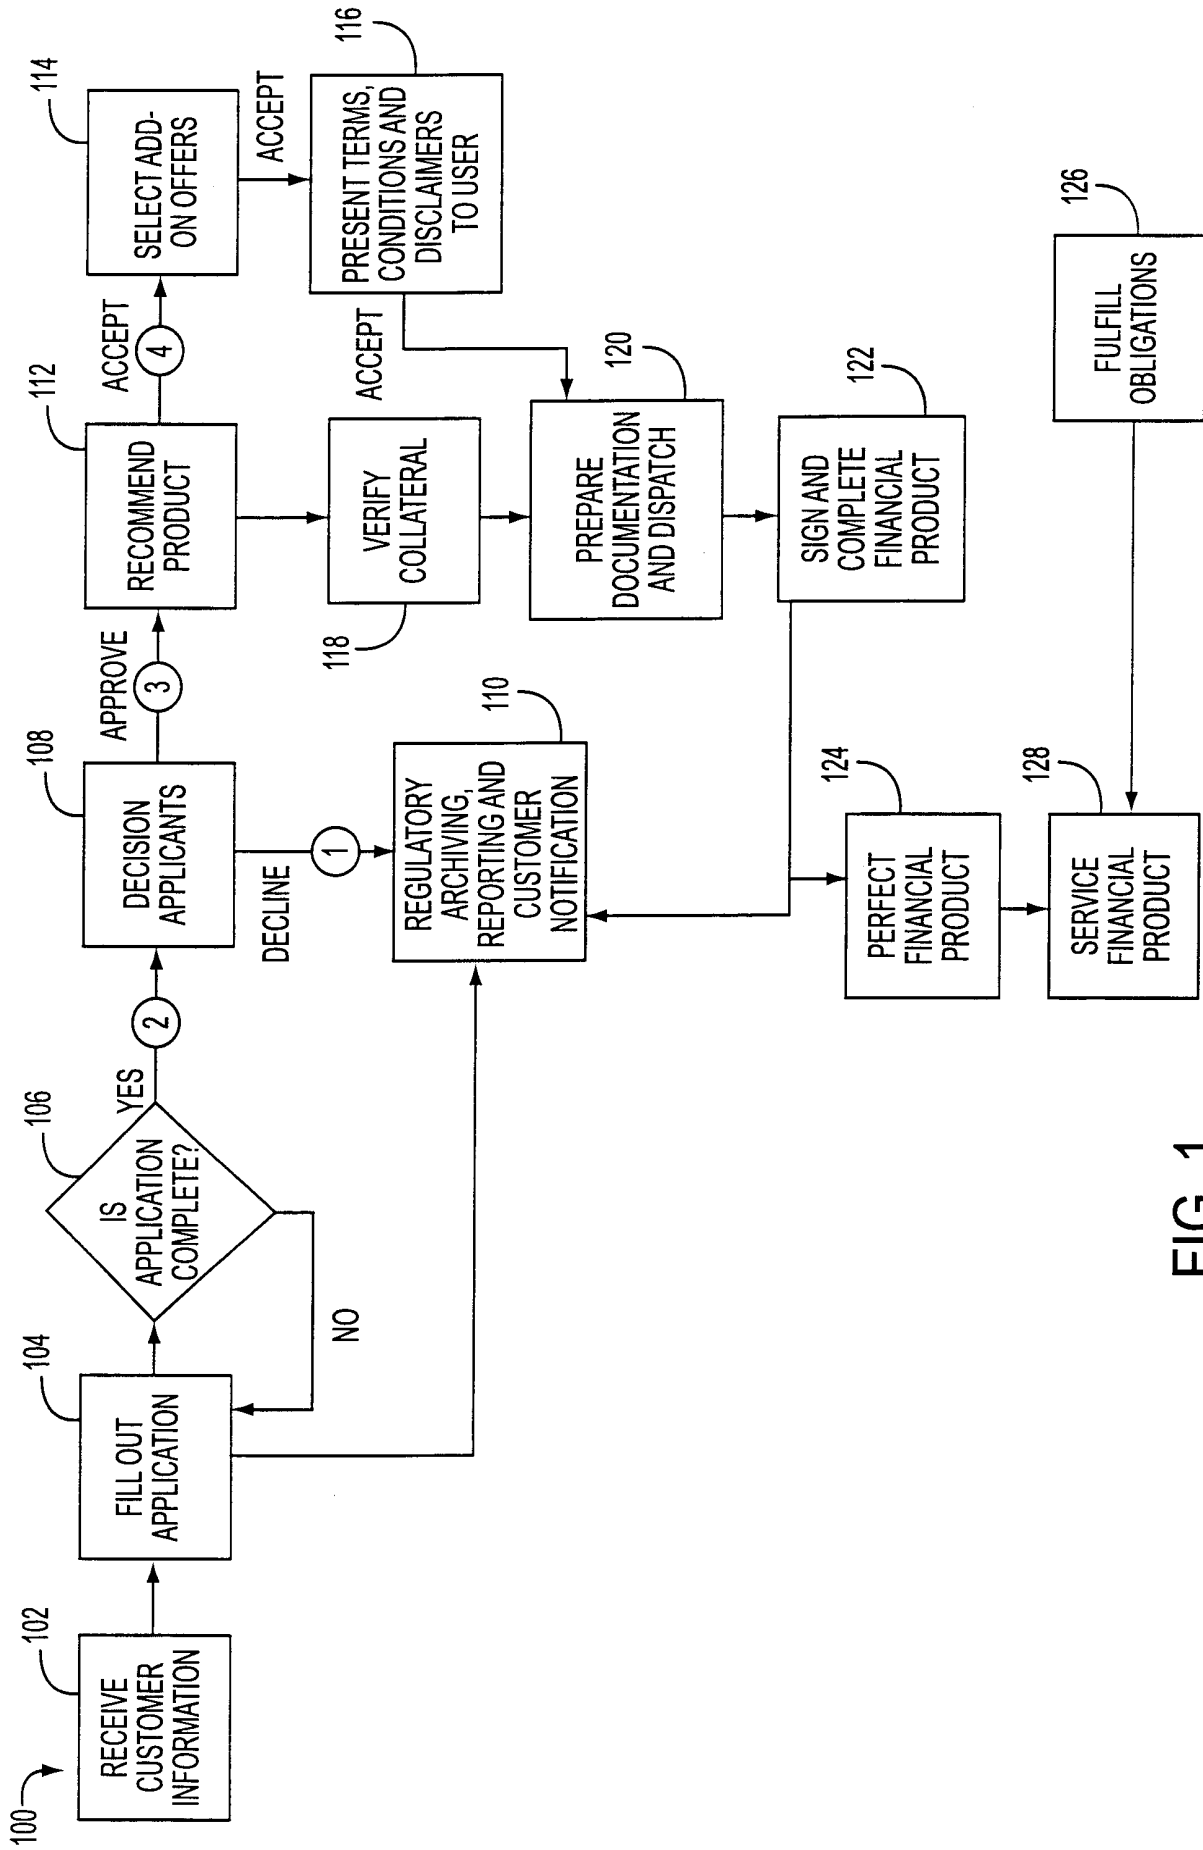 100
102
RECEIVE
CUSTOMER
INFORMATION
104
FILL OUT
APPLICATION
106
IS
APPLICATION
COMPLETE?
YES
NO
2
108
DECISION
APPLICANTS
APPROVE
3
DECLINE
1
110
REGULATORY
ARCHIVING,
REPORTING AND
CUSTOMER
NOTIFICATION
112
RECOMMEND
PRODUCT
ACCEPT
4
114
SELECT ADD-
ON OFFERS
ACCEPT
116
PRESENT TERMS,
CONDITIONS AND
DISCLAIMERS
TO USER
ACCEPT
118
VERIFY
COLLATERAL
120
PREPARE
DOCUMENTATION
AND DISPATCH
122
SIGN AND
COMPLETE
FINANCIAL
PRODUCT
124
PERFECT
FINANCIAL
PRODUCT
126
FULFILL
OBLIGATIONS
128
SERVICE
FINANCIAL
PRODUCT
FIG. 1